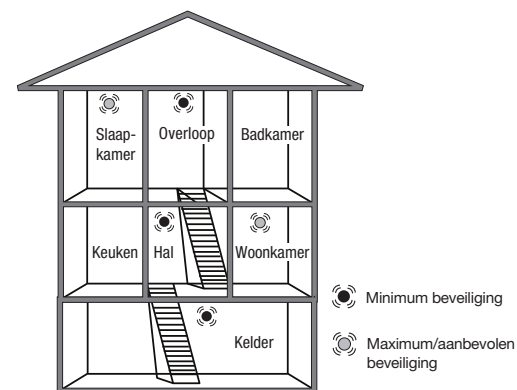 Slaap-
kamer
Overloop
Badkamer
Keuken
Hal
Woonkamer
Minimum beveiliging
Kelder
Maximum/aanbevolen
beveiliging